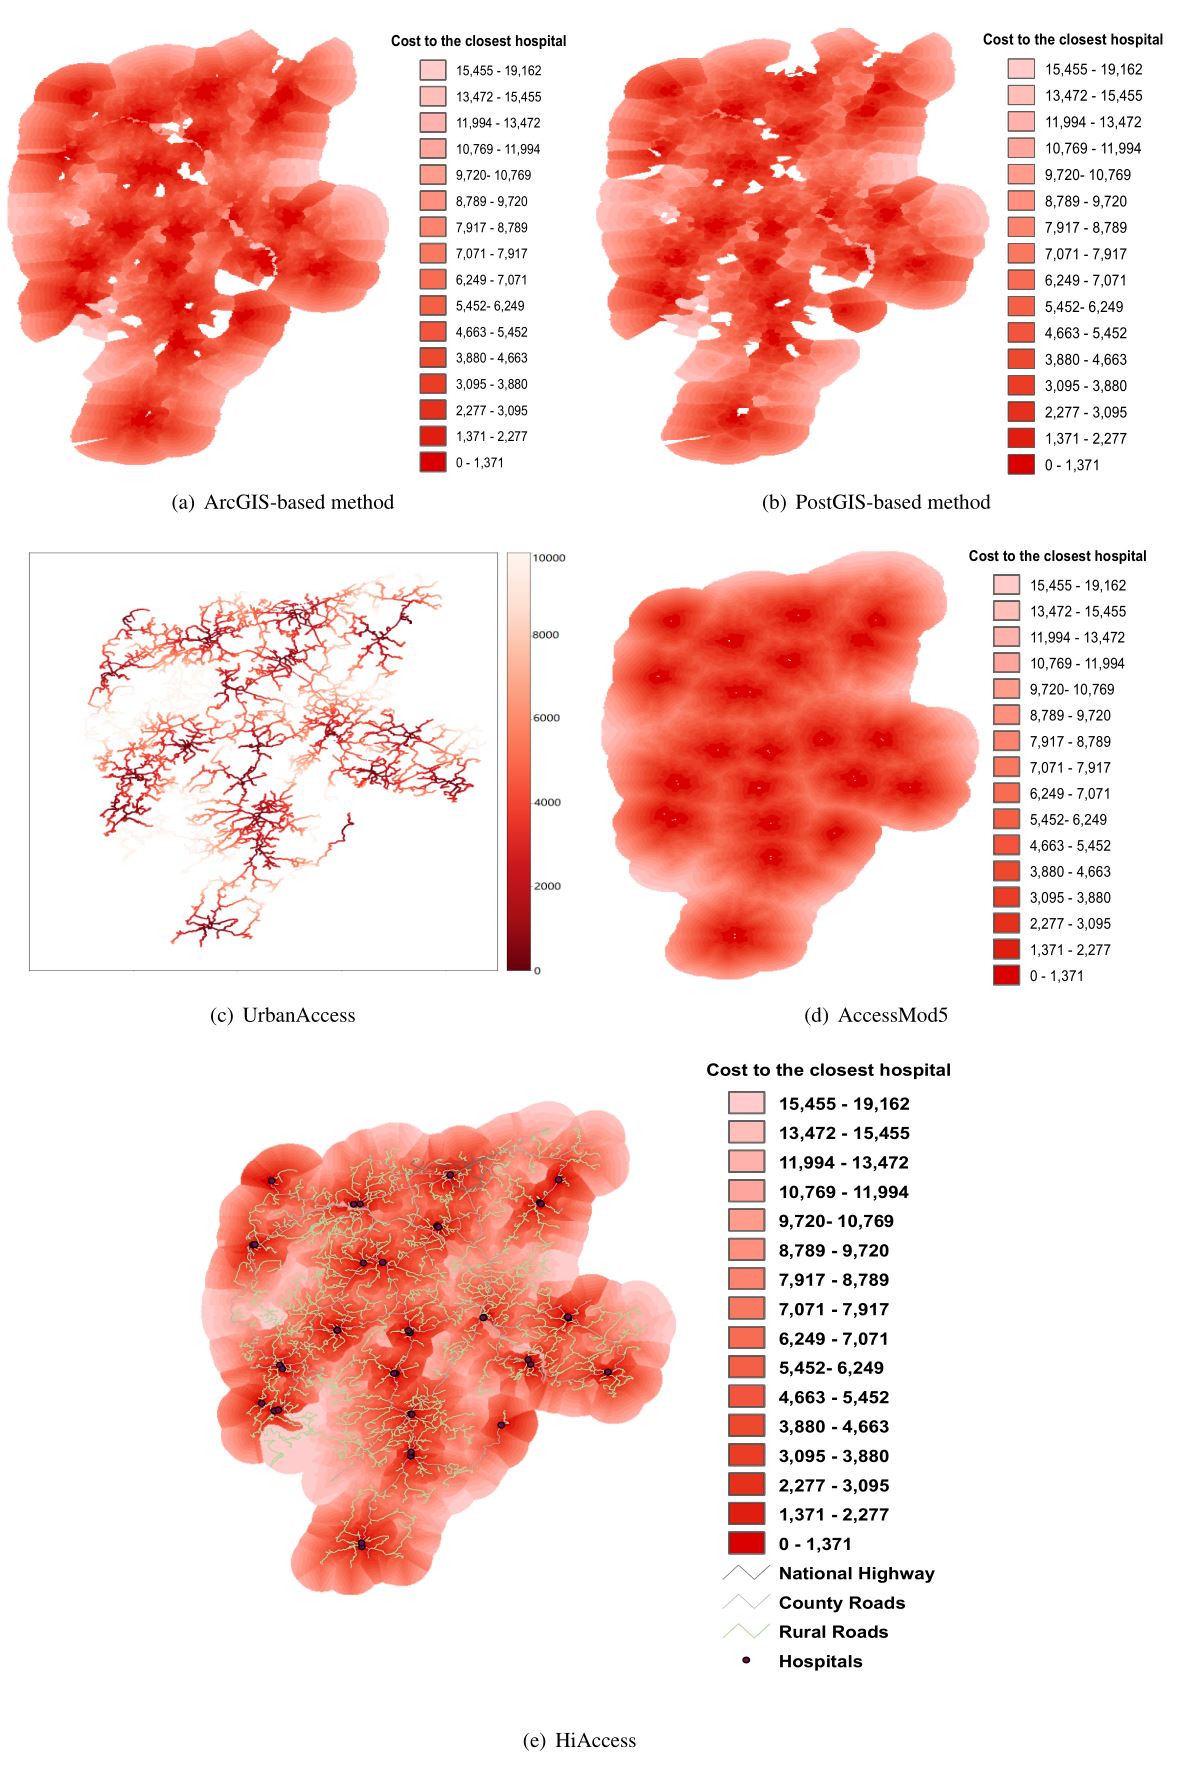 Cost to the closest hospital
15,455 - 19,162
13,472 - 15,455
11,994 - 13,472
10,769 - 11,994
9,720- 10,769
8,789 - 9,720
7,917 - 8,789
7,071 - 7,917
6,249 - 7,071
5,452- 6,249
4,663 - 5,452
3,880 - 4,663
3,095 - 3,880
2,277 - 3,095
1,371 - 2,277
0 - 1,371
(a) ArcGIS-based method
Cost to the closest hospital
15,455 - 19,162
13,472 - 15,455
11,994 - 13,472
10,769 - 11,994
9,720- 10,769
8,789 - 9,720
7,917 - 8,789
7,071 - 7,917
6,249 - 7,071
5,452- 6,249
4,663 - 5,452
3,880 - 4,663
3,095 - 3,880
2,277 - 3,095
1,371 - 2,277
0 - 1,371
(b) PostGIS-based method
10000
8000
6000
4000
2000
0
(c) UrbanAccess
Cost to the closest hospital
15,455 - 19,162
13,472 - 15,455
11,994 - 13,472
10,769 - 11,994
9,720- 10,769
8,789 - 9,720
7,917 - 8,789
7,071 - 7,917
6,249 - 7,071
5,452- 6,249
4,663 - 5,452
3,880 - 4,663
3,095 - 3,880
2,277 - 3,095
1,371 - 2,277
0 - 1,371
(d) AccessMod5
Cost to the closest hospital
15,455 - 19,162
13,472 - 15,455
11,994 - 13,472
10,769 - 11,994
9,720- 10,769
8,789 - 9,720
7,917 - 8,789
7,071 - 7,917
6,249 - 7,071
5,452- 6,249
4,663 - 5,452
3,880 - 4,663
3,095 - 3,880
2,277 - 3,095
1,371 - 2,277
0 - 1,371
National Highway
County Roads
Rural Roads
Hospitals
(e) HiAccess